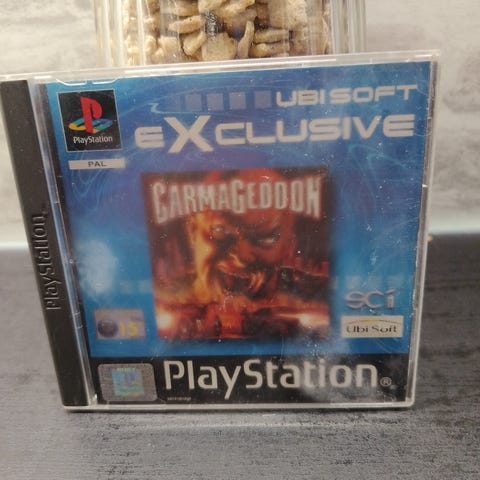 PlayStation
PAL
UBI SOFT
eXclusive
CARMAGEDDON
SCi
Ubi Soft
15
PlayStation®
PlayStation